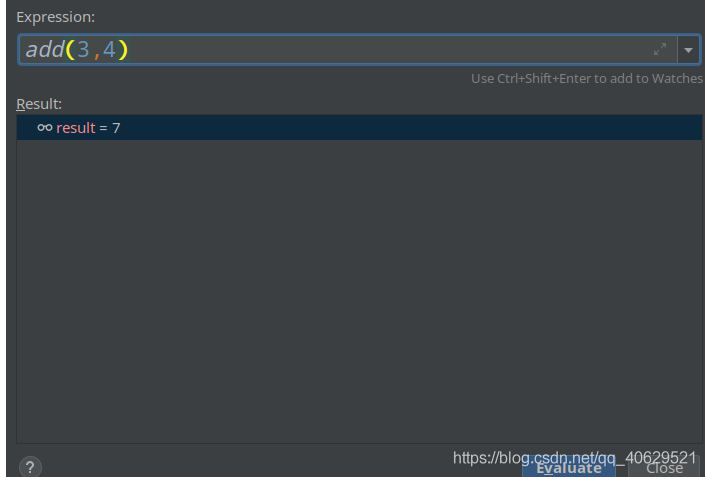 Expression:
add(3,4)
Use Ctrl+Shift+Enter to add to Watches
Result:
result = 7
https://blog.csdn.net/qq_40629521
? Evaluate Close